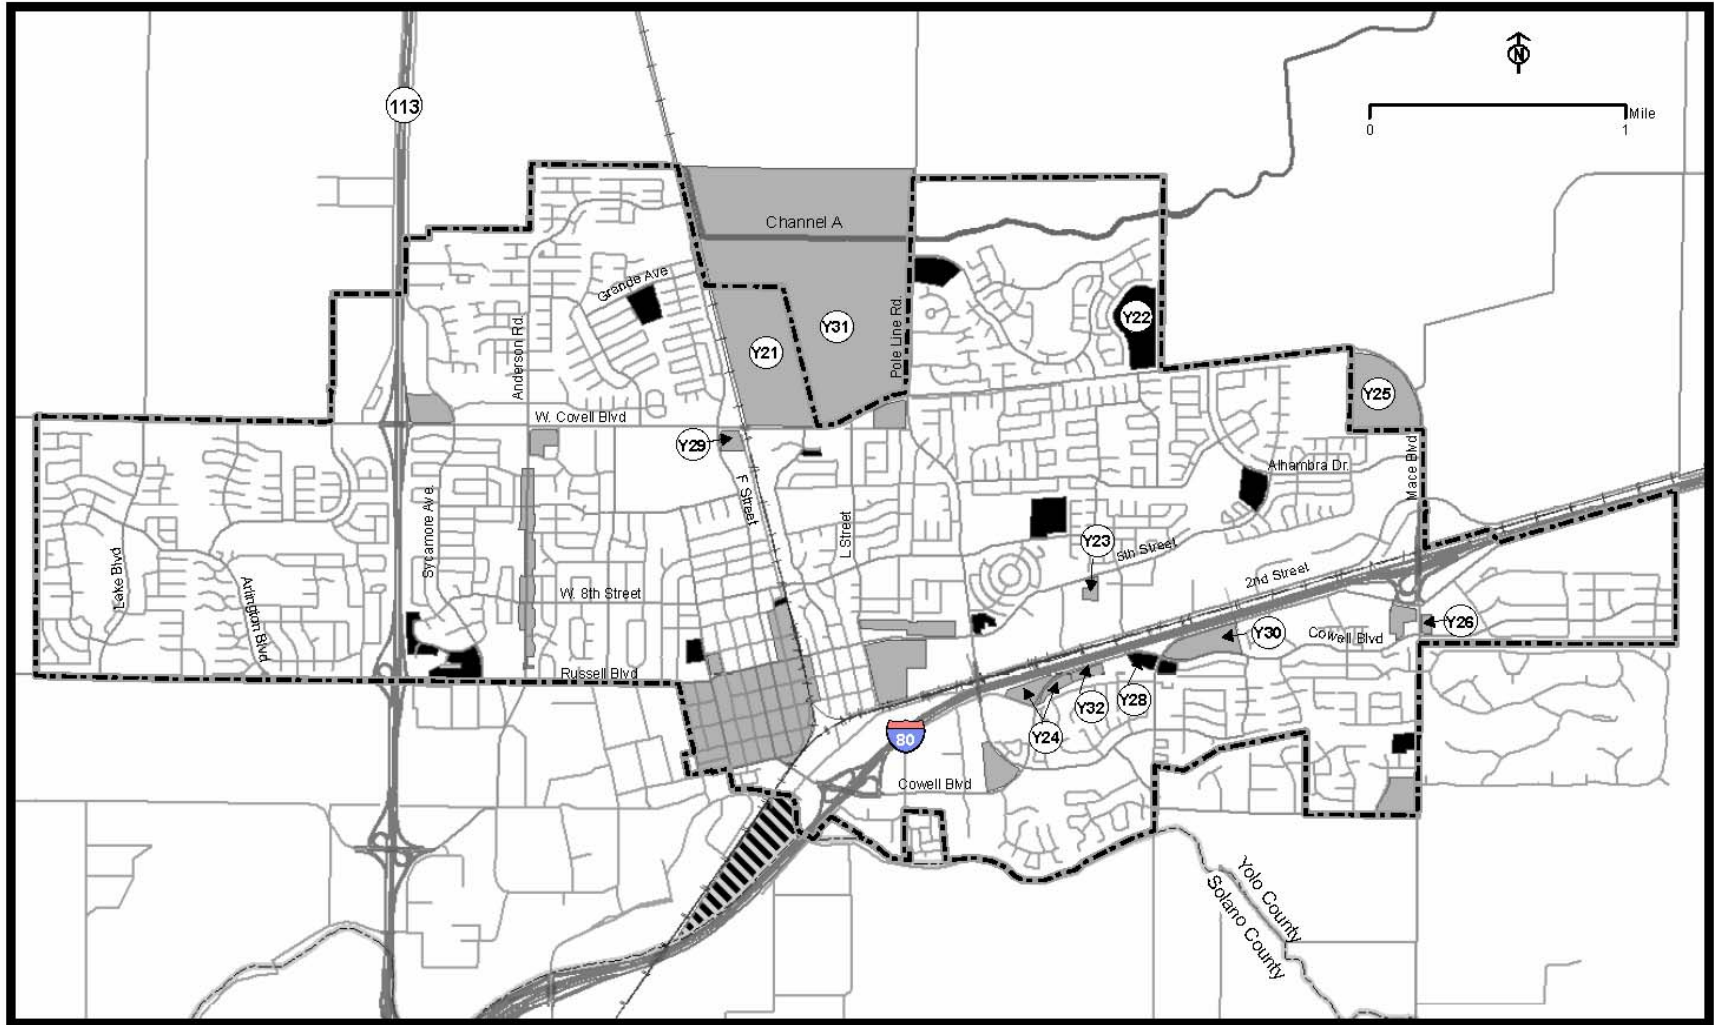 N
113
Mile
0
1
Channel A
Grande Ave
Anderson Rd.
Pole Line Rd.
Y22
Y31
Y21
Y25
W. Covell Blvd
Y29
F Street
L Street
Alhambra Dr.
Mace Blvd
Sycamore Ave.
Lake Blvd
Arlington Blvd
Y23
5th Street
W. 8th Street
2nd Street
Y26
Y30
Cowell Blvd
Russell Blvd
Y32
Y28
Y24
80
Cowell Blvd
Yolo County
Solano County